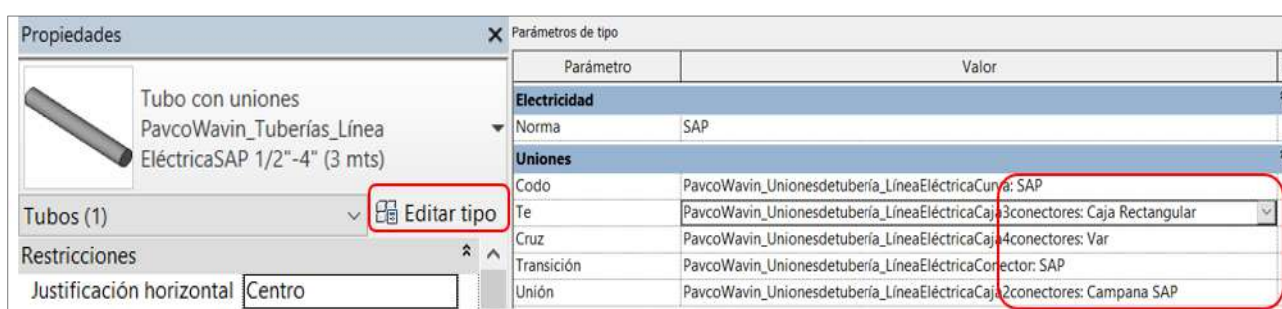 Propiedades
Tubo con uniones
PavcoWavin_Tuberías_Línea
EléctricaSAP 1/2"-4" (3 mts)
Tubos (1)
Editar tipo
Restricciones
Justificación horizontal Centro
Parámetros de tipo
Parámetro Valor
Electricidad
Norma SAP
Uniones
Codo PavcoWavin_Unionesdetubería_LíneaEléctricaCurva: SAP
Te PavcoWavin_Unionesdetubería_LíneaEléctricaCaja3conectores: Caja Rectangular
Cruz PavcoWavin_Unionesdetubería_LíneaEléctricaCaja4conectores: Var
Transición PavcoWavin_Unionesdetubería_LíneaEléctricaConector: SAP
Unión PavcoWavin_Unionesdetubería_LíneaEléctricaCaja2conectores: Campana SAP